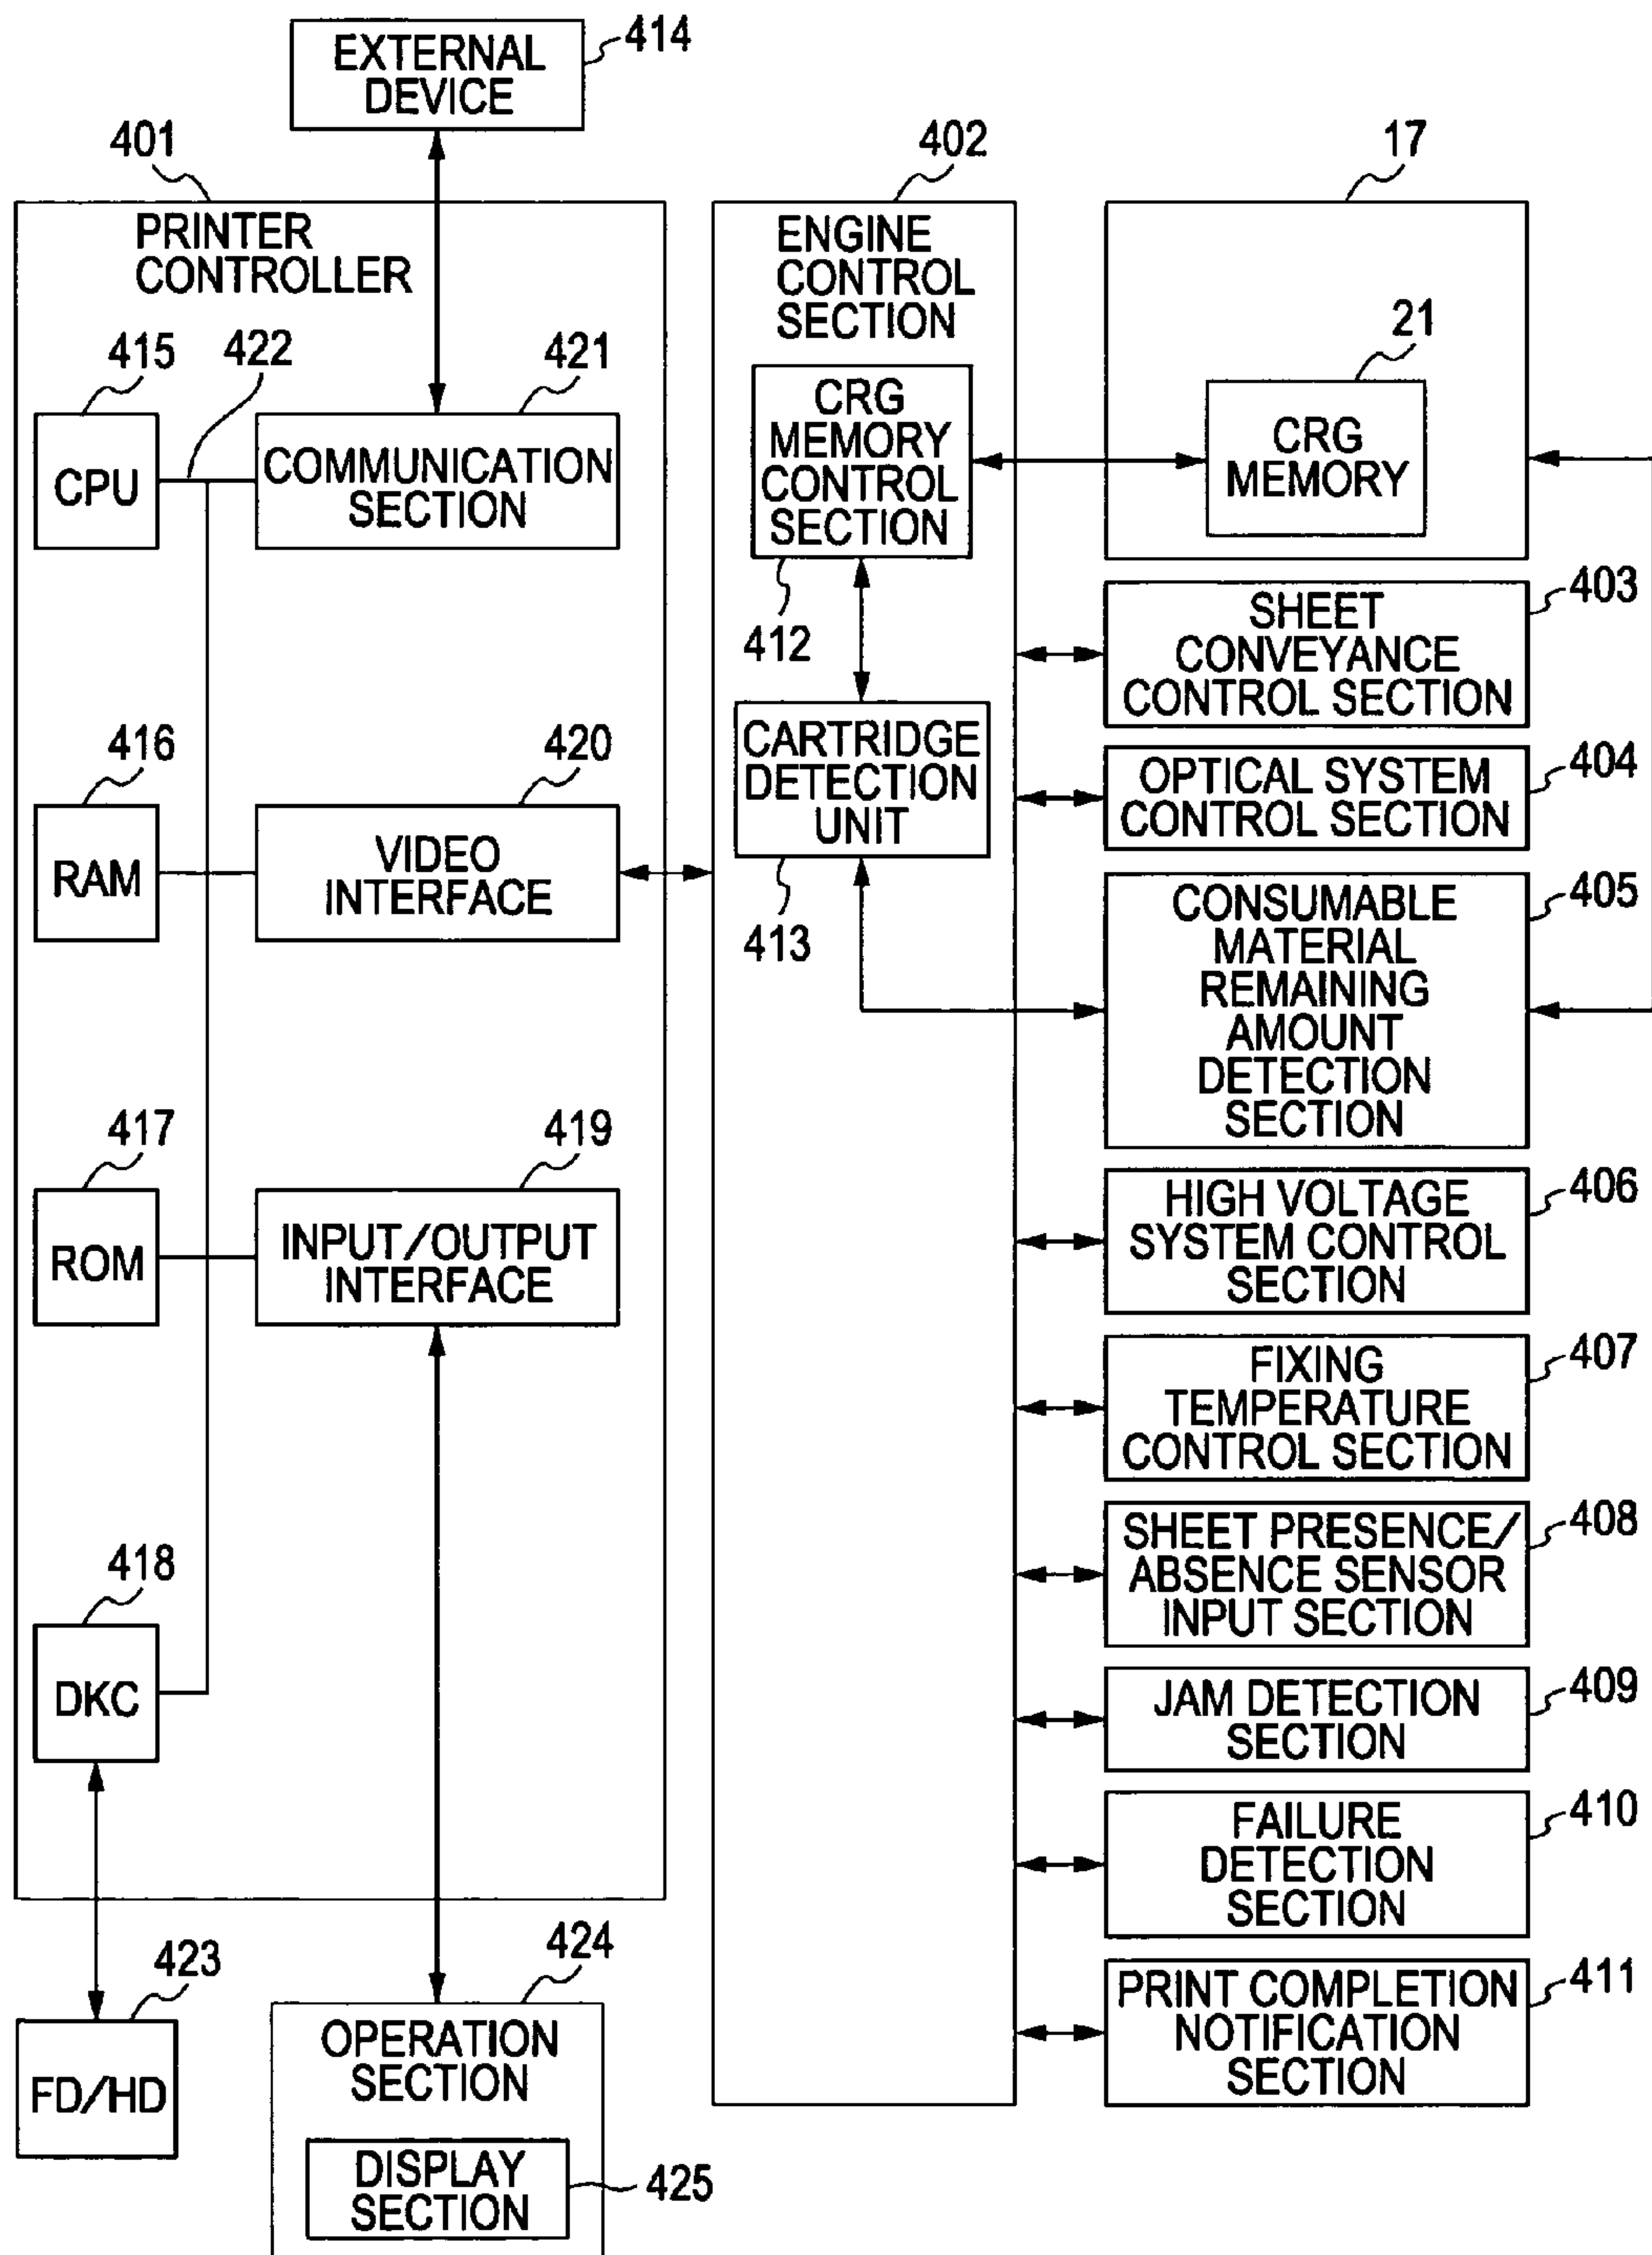 EXTERNAL
DEVICE
414
401
PRINTER
CONTROLLER
415
422
421
CPU
COMMUNICATION
SECTION
416
420
RAM
VIDEO
INTERFACE
417
419
ROM
INPUT/OUTPUT
INTERFACE
418
DKC
423
FD/HD
424
OPERATION
SECTION
DISPLAY
SECTION
425
402
ENGINE
CONTROL
SECTION
CRG
MEMORY
CONTROL
SECTION
412
CARTRIDGE
DETECTION
UNIT
413
17
21
CRG
MEMORY
403
SHEET
CONVEYANCE
CONTROL SECTION
404
OPTICAL SYSTEM
CONTROL SECTION
405
CONSUMABLE
MATERIAL
REMAINING
AMOUNT
DETECTION
SECTION
406
HIGH VOLTAGE
SYSTEM CONTROL
SECTION
407
FIXING
TEMPERATURE
CONTROL SECTION
408
SHEET PRESENCE/
ABSENCE SENSOR
INPUT SECTION
409
JAM DETECTION
SECTION
410
FAILURE
DETECTION
SECTION
411
PRINT COMPLETION
NOTIFICATION
SECTION